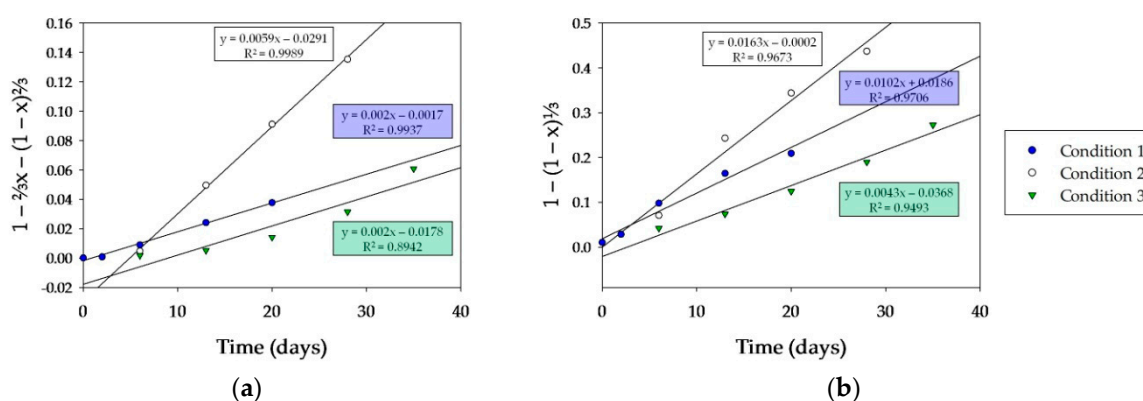 1 − ⅔x − (1 − x)⅔
0.16
0.14
0.12
0.10
0.08
0.06
0.04
0.02
0.00
-0.02
y = 0.0059x − 0.0291
R² = 0.9989
y = 0.002x − 0.0017
R² = 0.9937
y = 0.002x − 0.0178
R² = 0.8942
0 10 20 30 40
Time (days)
(a)
1 − (1 − x)⅓
0.5
0.4
0.3
0.2
0.1
0.0
y = 0.0163x − 0.0002
R² = 0.9673
y = 0.0102x + 0.0186
R² = 0.9706
y = 0.0043x − 0.0368
R² = 0.9493
0 10 20 30 40
Time (days)
(b)
Condition 1
Condition 2
Condition 3